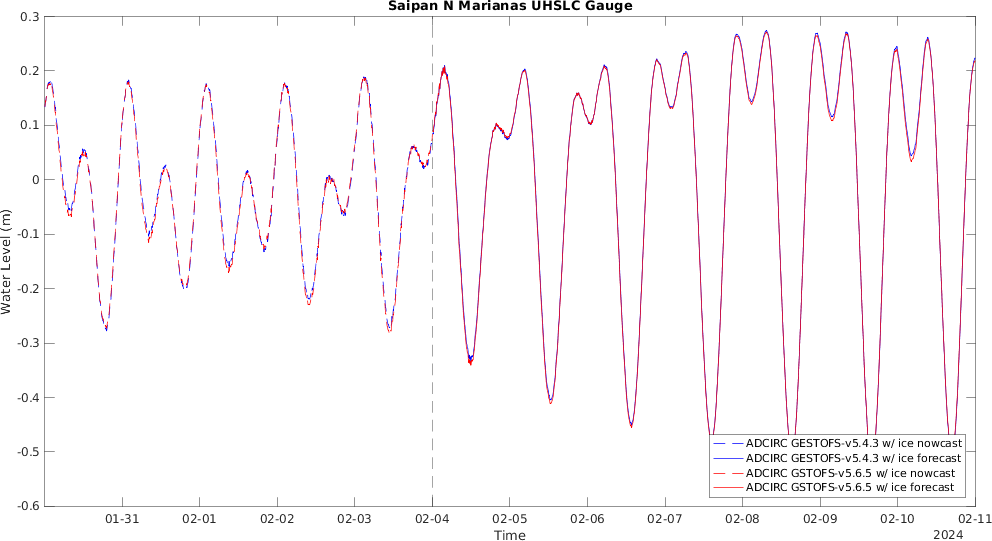 Saipan N Marianas UHSLC Gauge
0.3
0.2
0.1
0
-0.1
-0.2
-0.3
-0.4
-0.5
-0.6
Water Level (m)
ADCIRC GESTOFS-v5.4.3 w/ ice nowcast
ADCIRC GESTOFS-v5.4.3 w/ ice forecast
ADCIRC GSTOFS-v5.6.5 w/ ice nowcast
ADCIRC GSTOFS-v5.6.5 w/ ice forecast
01-31 02-01 02-02 02-03 02-04 02-05 02-06 02-07 02-08 02-09 02-10 02-11
Time
2024